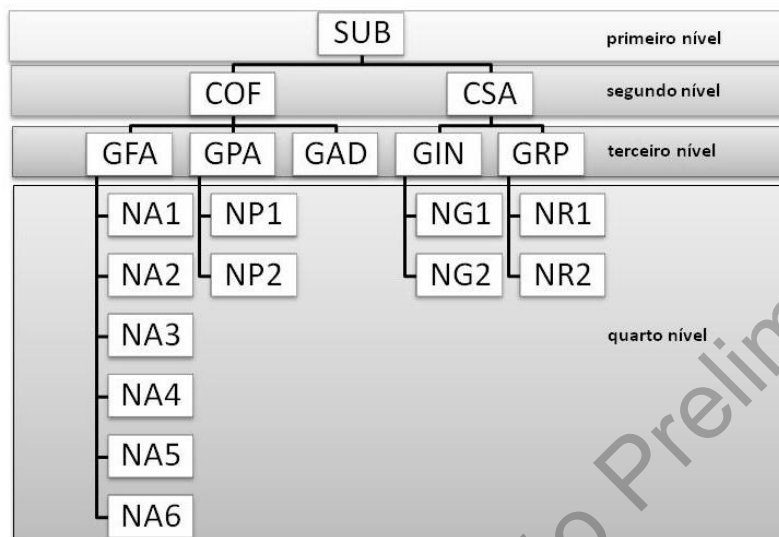 SUB
primeiro nível
COF CSA
segundo nível
GFA GPA GAD GIN GRP
terceiro nível
NA1 NP1 NG1 NR1
NA2 NP2 NG2 NR2
NA3
quarto nível
NA4
NA5
NA6
o Prelim